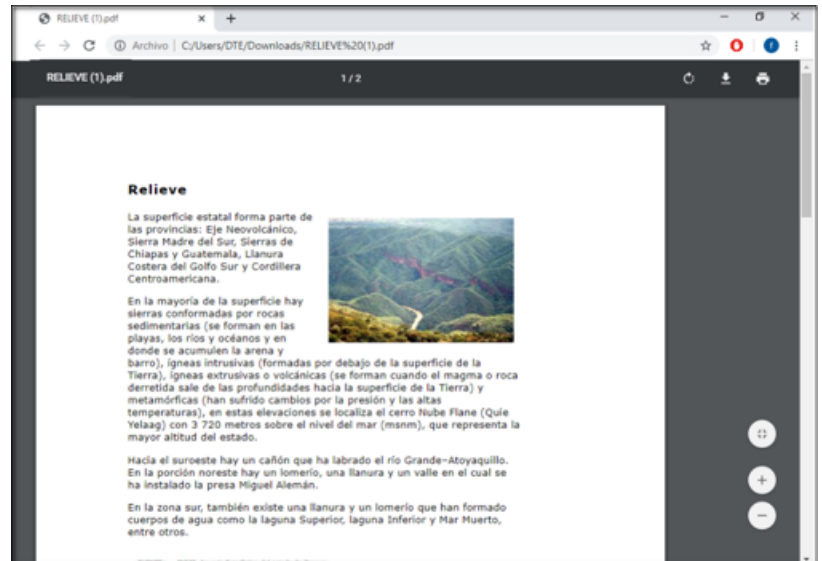 RELIEVE (1).pdf
Archivo | C:/Users/DTE/Downloads/RELIEVE%20(1).pdf
RELIEVE (1).pdf
1 / 2
Relieve
La superficie estatal forma parte de
las provincias: Eje Neovolcánico,
Sierra Madre del Sur, Sierras de
Chiapas y Guatemala, Llanura
Costera del Golfo Sur y Cordillera
Centroamericana.
En la mayoría de la superficie hay
sierras conformadas por rocas
sedimentarias (se forman en las
playas, los ríos y océanos y en
donde se acumulen la arena y
barro), ígneas intrusivas (formadas por debajo de la superficie de la
Tierra), ígneas extrusivas o volcánicas (se forman cuando el magma o roca
derretida sale de las profundidades hacia la superficie de la Tierra) y
metamórficas (han sufrido cambios por la presión y las altas
temperaturas), en estas elevaciones se localiza el cerro Nube Flane (Quie
Yelaag) con 3 720 metros sobre el nivel del mar (msnm), que representa la
mayor altitud del estado.
Hacia el suroeste hay un cañón que ha labrado el río Grande−Atoyaquillo.
En la porción noreste hay un lomerío, una llanura y un valle en el cual se
ha instalado la presa Miguel Alemán.
En la zona sur, también existe una llanura y un lomerío que han formado
cuerpos de agua como la laguna Superior, laguna Inferior y Mar Muerto,
entre otros.